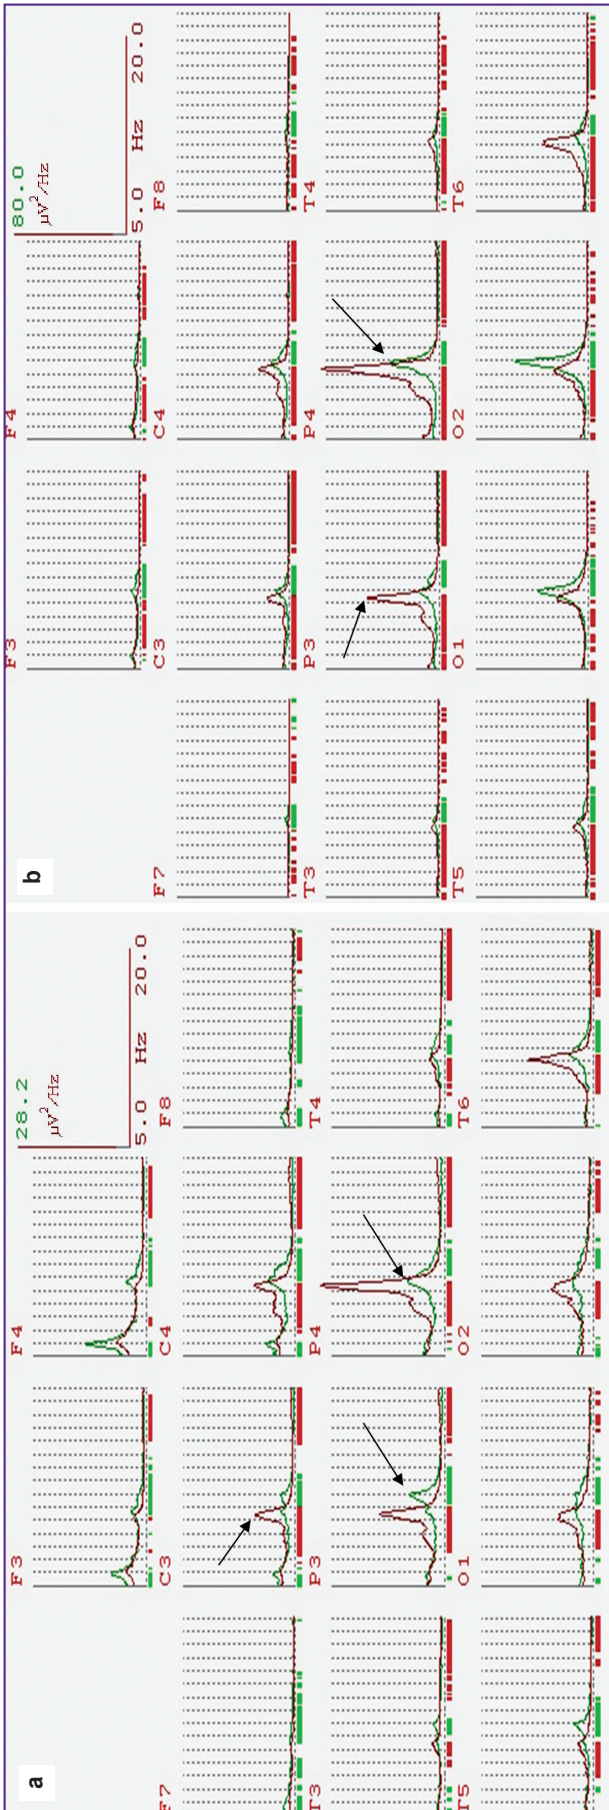 a
F3 F4 28.2
µV²/Hz
5.0 Hz 20.0
F7 C3 C4 F8
T3 P3 P4 T4
T5 O1 O2 T6
b
F3 F4 80.0
µV²/Hz
5.0 Hz 20.0
F7 C3 C4 F8
T3 P3 P4 T4
T5 O1 O2 T6